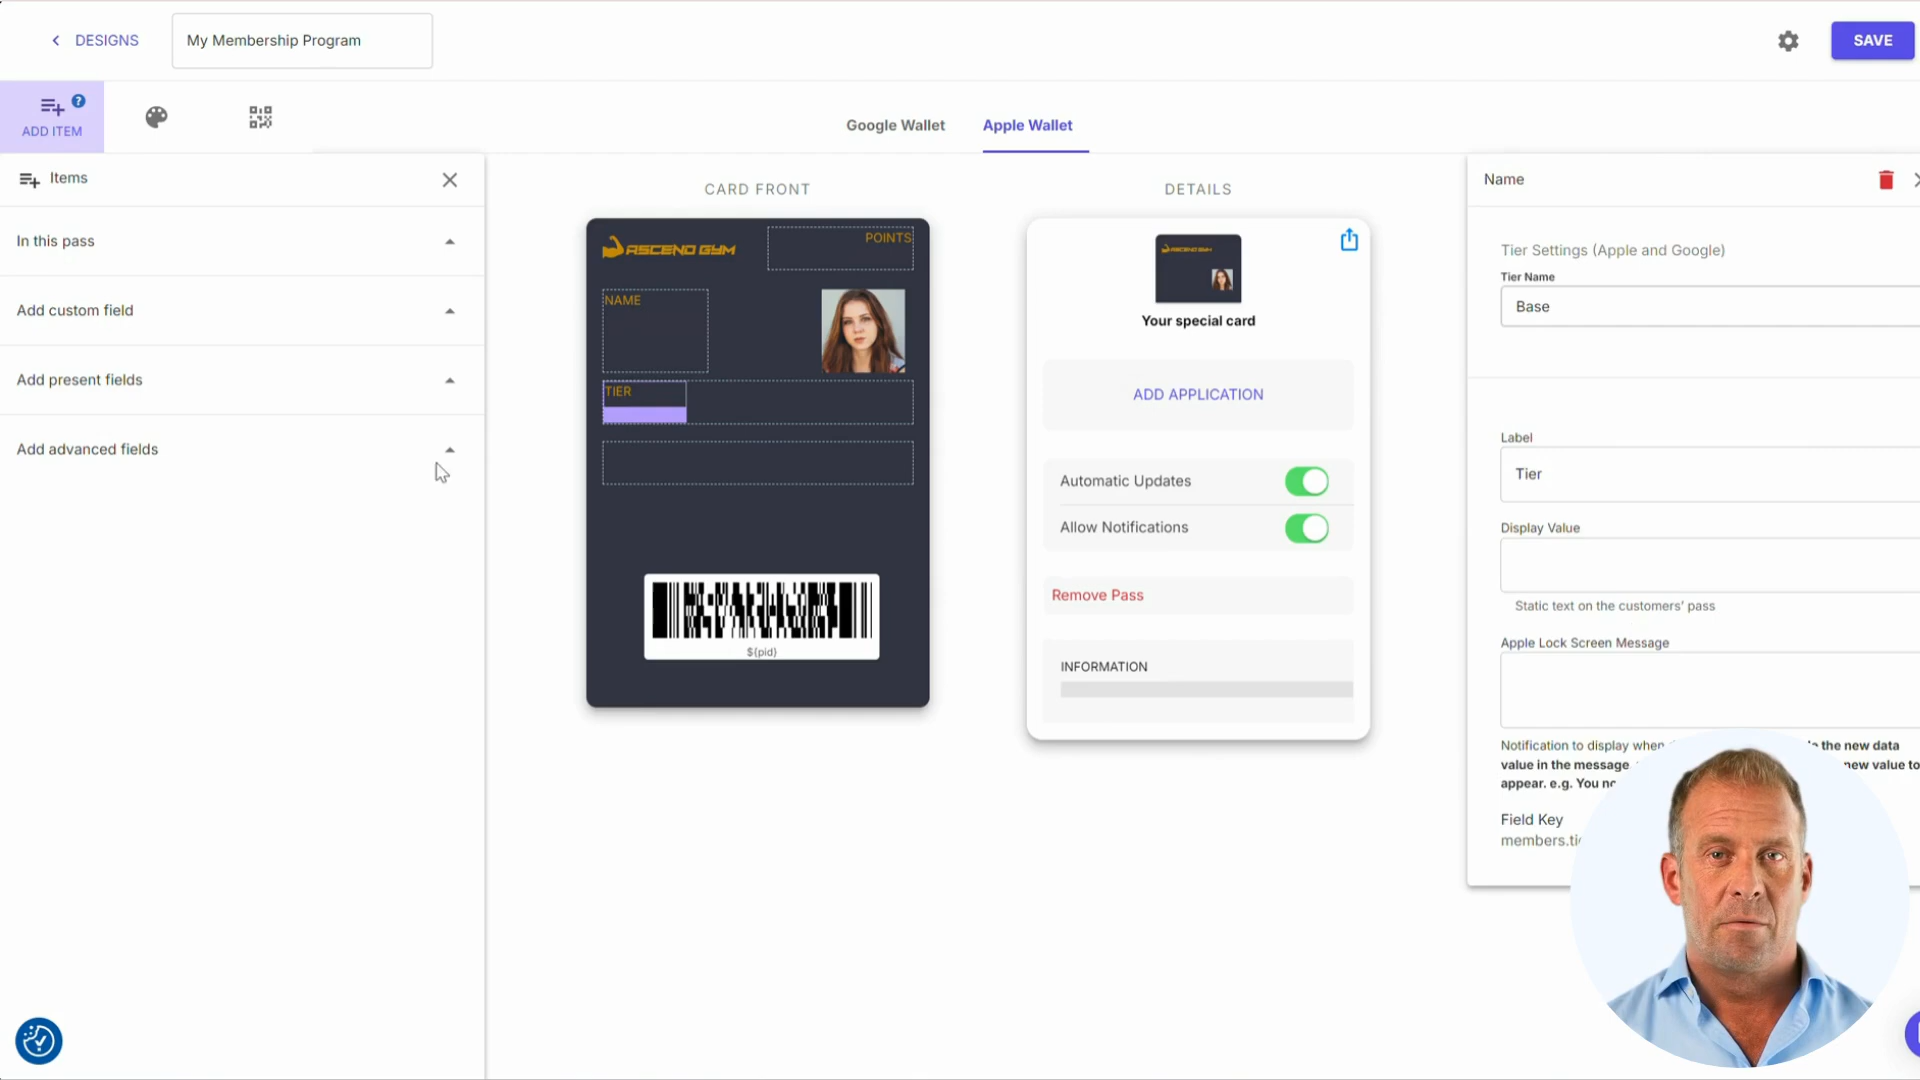 DESIGNS
My Membership Program
SAVE
ADD ITEM
?
Google Wallet
Apple Wallet
Items
In this pass
Add custom field
Add present fields
Add advanced fields
CARD FRONT
ASCEND GYM
POINTS
NAME
TIER
${pid}
DETAILS
Your special card
ADD APPLICATION
Automatic Updates
Allow Notifications
Remove Pass
INFORMATION
Name
Tier Settings (Apple and Google)
Tier Name
Base
Label
Tier
Display Value
Static text on the customers' pass
Apple Lock Screen Message
Notification to display when the new data
value in the message new value to
appear. e.g. You
Field Key